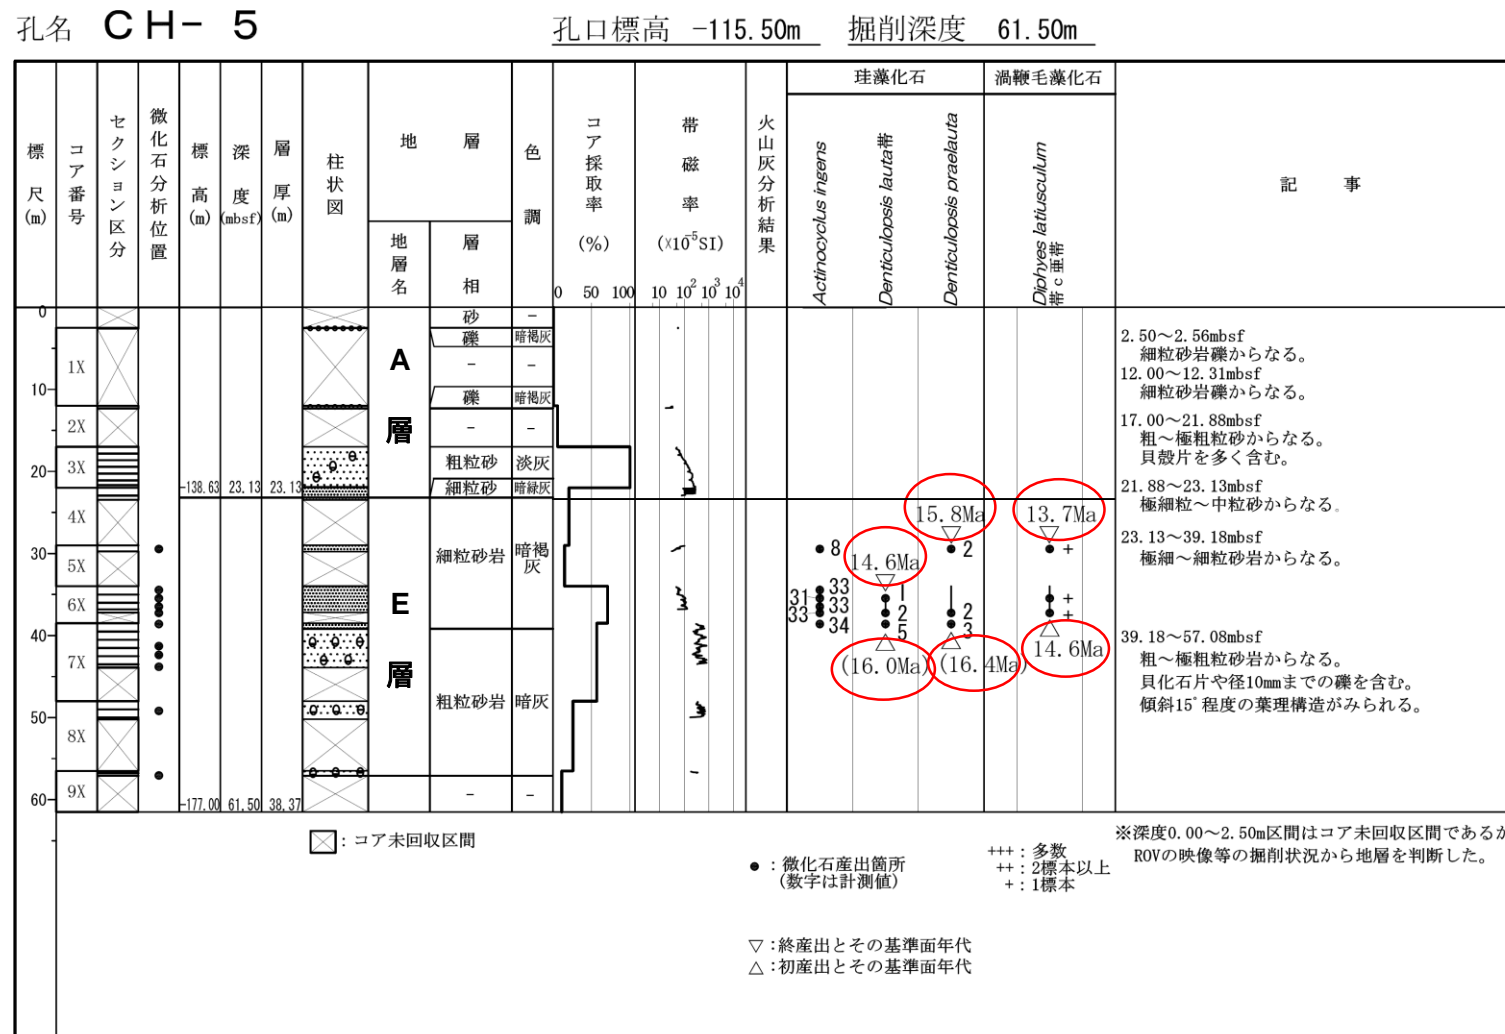 孔名 CH- 5 孔口標高 -115.50m 掘削深度 61.50m
標尺(m)
コア番号
セクション区分
微化石分析位置
標高(m)
深度(mbsf)
層厚(m)
柱状図
地層
地層名
層相
色調
コア採取率(%)
0 50 100
帯磁率(×10⁻⁵SI)
10 10² 10³ 10⁴
火山灰分析結果
珪藻化石
Actinocyclus ingens
Denticulopsis lauta帯
Denticulopsis praelauta
渦鞭毛藻化石
Diphyes latiusculum
帯c亜帯
記事
0
10
20
30
40
50
60
1X
2X
3X
4X
5X
6X
7X
8X
9X
-138.63 23.13 23.13
-177.00 61.50 38.37
A層
E層
砂 -
礫 暗褐灰
- -
礫 暗褐灰
- -
粗粒砂 淡灰
細粒砂 暗緑灰
細粒砂岩 暗褐灰
粗粒砂岩 暗灰
- -
8
33
31
33
33
34
14.6Ma
1
2
5
(16.0Ma)
15.8Ma
2
2
3
(16.4Ma)
13.7Ma
+
+
+
14.6Ma
2.50～2.56mbsf
細粒砂岩礫からなる。
12.00～12.31mbsf
細粒砂岩礫からなる。
17.00～21.88mbsf
粗～極粗粒砂からなる。
貝殻片を多く含む。
21.88～23.13mbsf
極細粒～中粒砂からなる。
23.13～39.18mbsf
極細～細粒砂岩からなる。
39.18～57.08mbsf
粗～極粗粒砂岩からなる。
貝化石片や径10mmまでの礫を含む。
傾斜15°程度の葉理構造がみられる。
：コア未回収区間
●：微化石産出箇所
(数字は計測値)
+++：多数
++：2標本以上
+：1標本
※深度0.00～2.50m区間はコア未回収区間であるが
ROVの映像等の掘削状況から地層を判断した。
▽：終産出とその基準面年代
△：初産出とその基準面年代